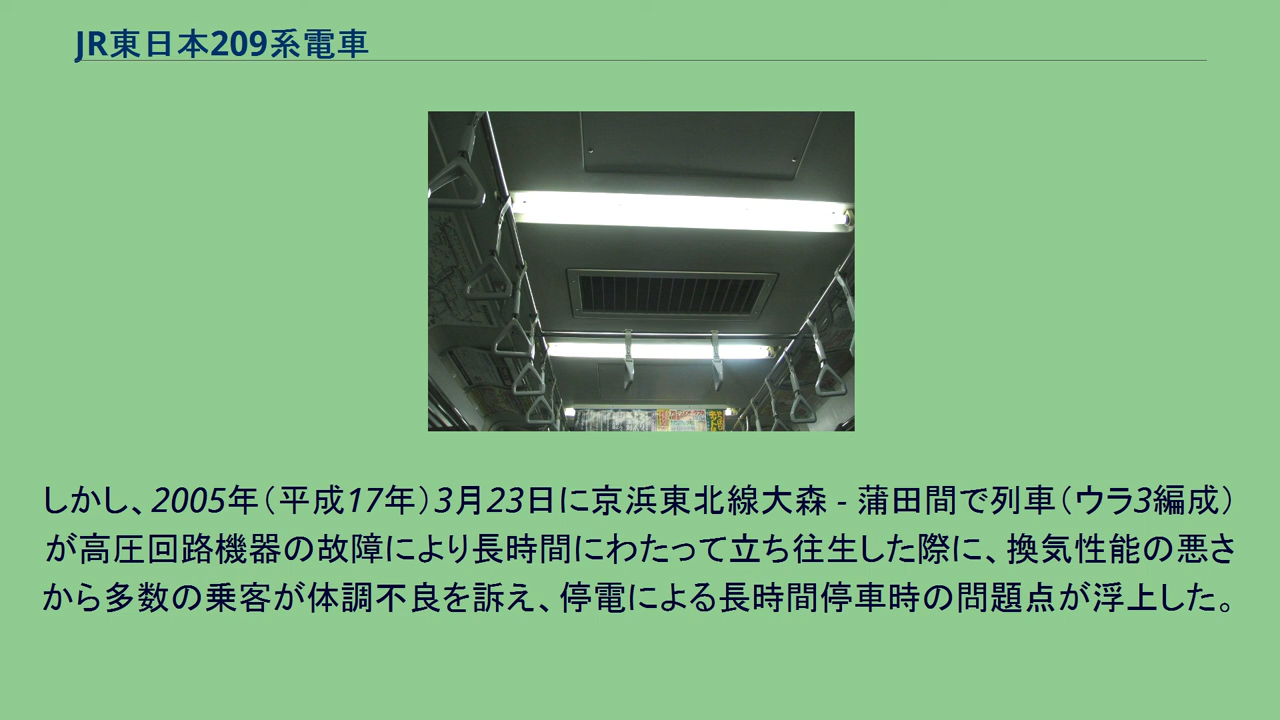 JR東日本209系電車
しかし、2005年（平成17年）3月23日に京浜東北線大森 - 蒲田間で列車（ウラ3編成）
が高圧回路機器の故障により長時間にわたって立ち往生した際に、換気性能の悪さ
から多数の乗客が体調不良を訴え、停電による長時間停車時の問題点が浮上した。